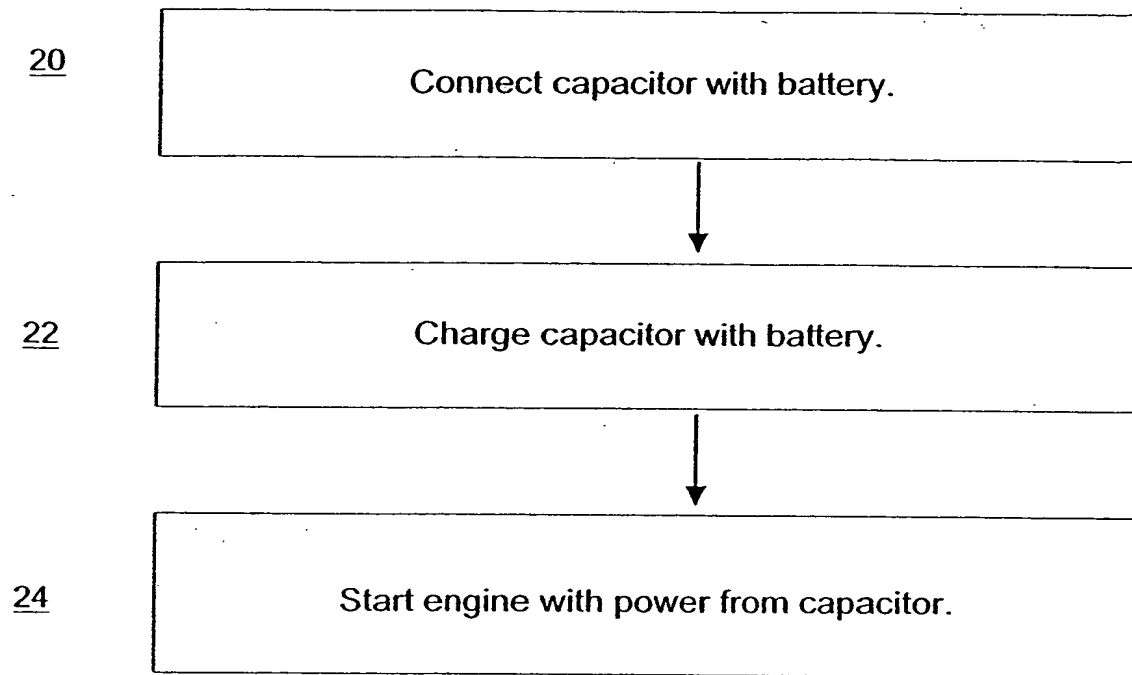 20
Connect capacitor with battery.
22
Charge capacitor with battery.
24
Start engine with power from capacitor.